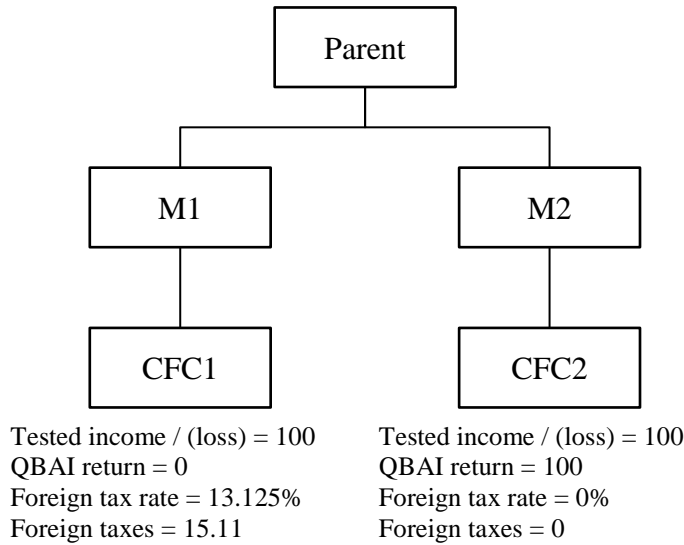 Parent
M1
M2
CFC1
CFC2
Tested income / (loss) = 100
QBAI return = 0
Foreign tax rate = 13.125%
Foreign taxes = 15.11
Tested income / (loss) = 100
QBAI return = 100
Foreign tax rate = 0%
Foreign taxes = 0